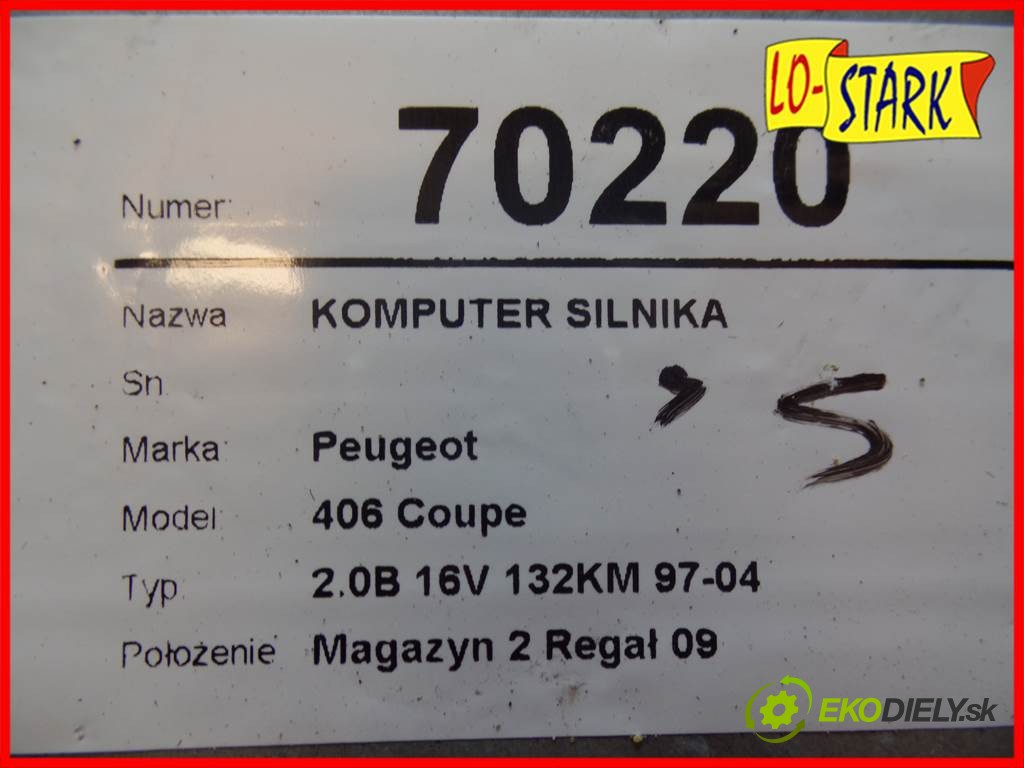 LO-STARK
Numer: 70220
Nazwa KOMPUTER SILNIKA
Sn
Marka: Peugeot
Model: 406 Coupe
Typ: 2.0B 16V 132KM 97-04
Położenie Magazyn 2 Regał 09
EKODIELY.sk